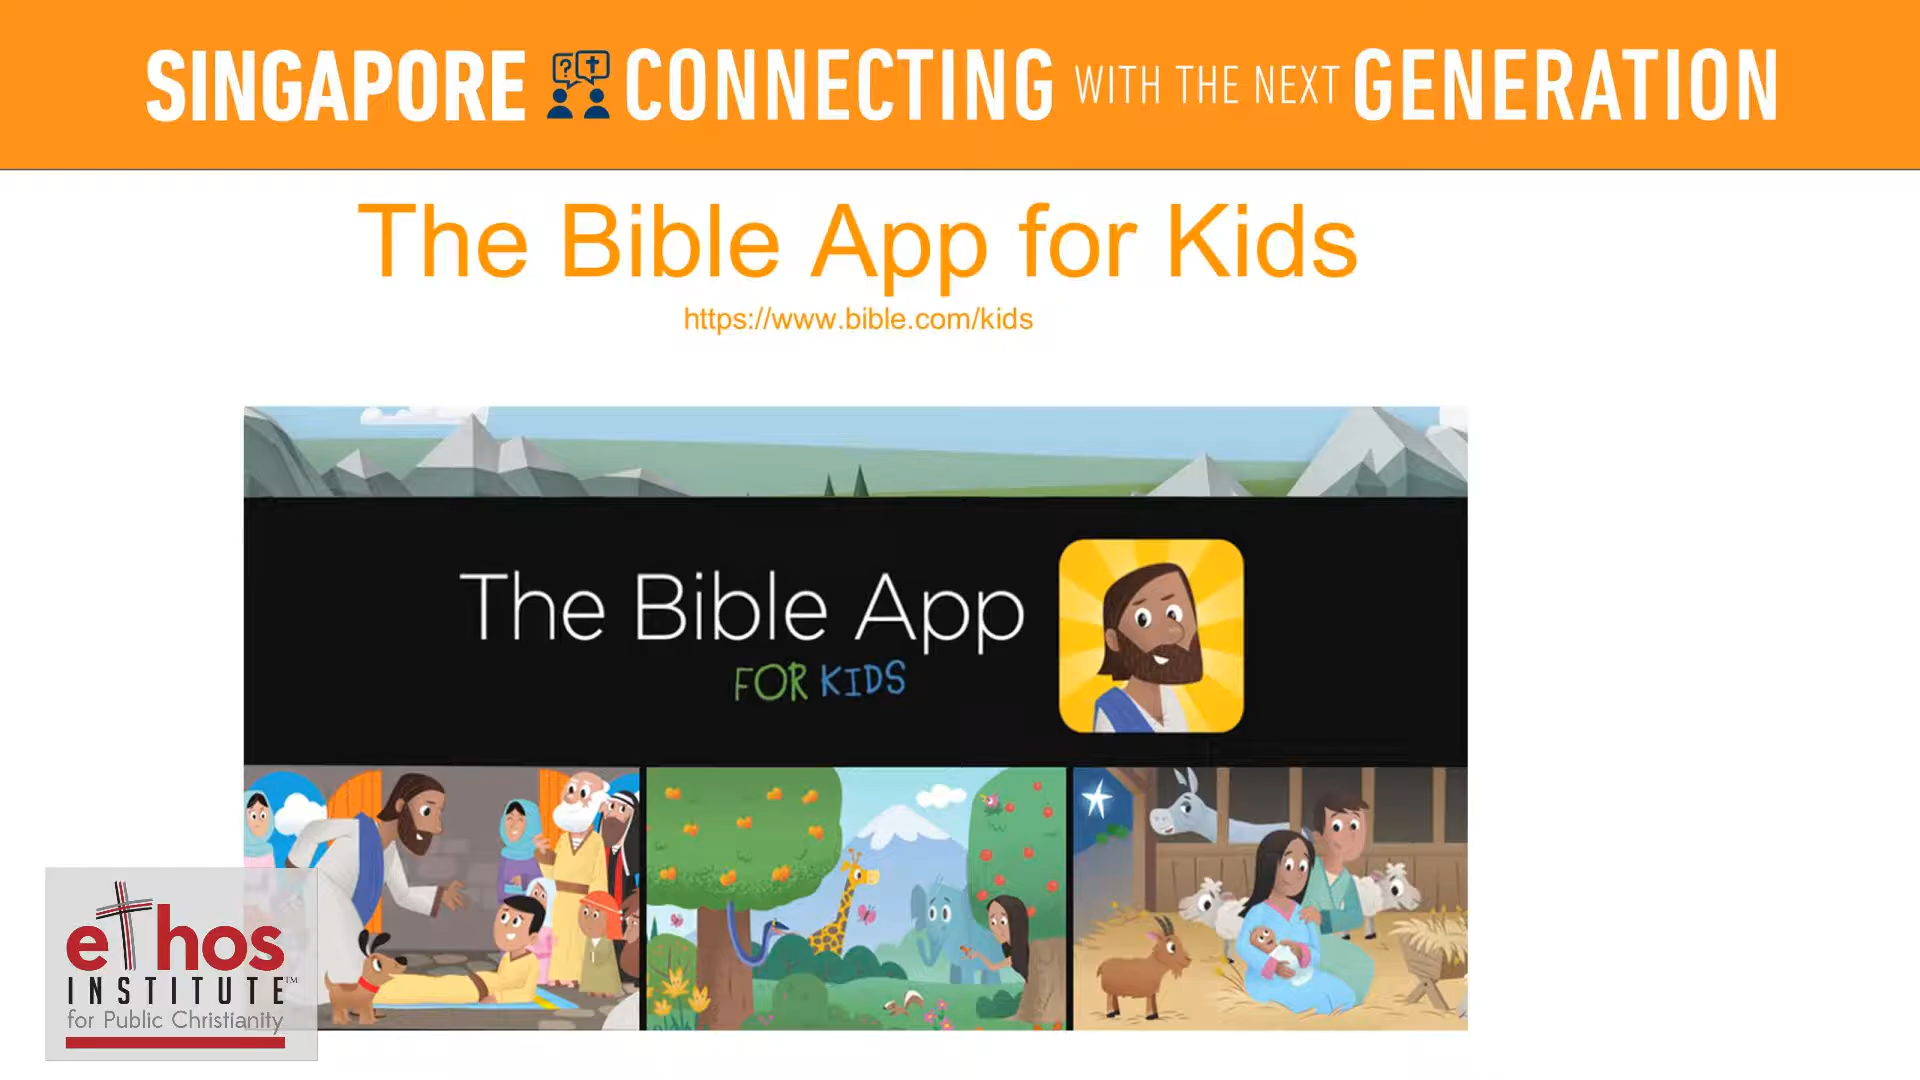 SINGAPORE ? CONNECTING WITH THE NEXT GENERATION
The Bible App for Kids
https://www.bible.com/kids
The Bible App
FOR KIDS
ethos
INSTITUTE™
for Public Christianity